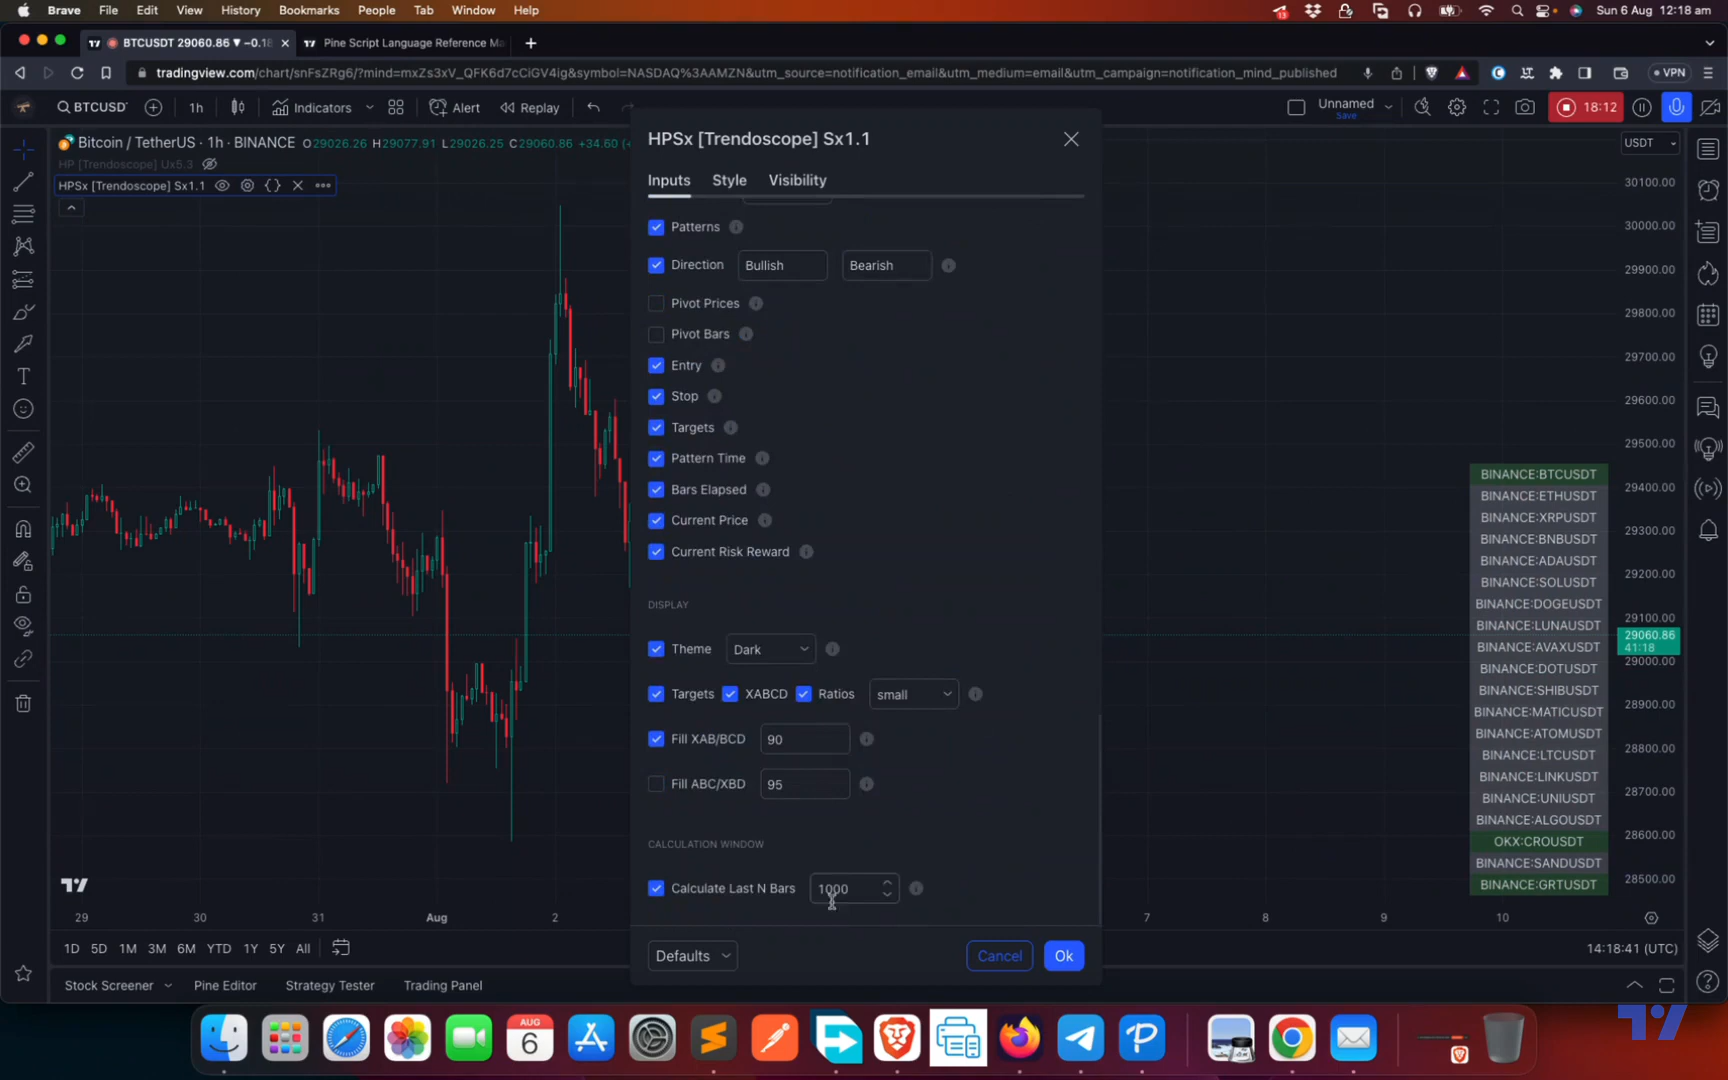 Brave File Edit View History Bookmarks People Tab Window Help
13
Sun 6 Aug 12:18 am
BTCUSDT 29060.86 ▼ −0.18
Pine Script Language Reference Ma
tradingview.com/chart/snFsZRg6/?mind=mxZs3xV_QFK6d7cCiGV4ig&symbol=NASDAQ%3AAMZN&utm_source=notification_email&utm_medium=email&utm_campaign=notification_mind_published
VPN
BTCUSD
1h
Indicators
Alert
Replay
Unnamed
Save
18:12
Bitcoin / TetherUS · 1h · BINANCE O29026.26 H29077.91 L29026.25 C29060.86 +34.60
HP [Trendoscope] Ux5.3
HPSx [Trendoscope] Sx1.1
HPSx [Trendoscope] Sx1.1
Inputs Style Visibility
Patterns
Direction Bullish Bearish
Pivot Prices
Pivot Bars
Entry
Stop
Targets
Pattern Time
Bars Elapsed
Current Price
Current Risk Reward
DISPLAY
Theme Dark
Targets XABCD Ratios small
Fill XAB/BCD 90
Fill ABC/XBD 95
CALCULATION WINDOW
Calculate Last N Bars 1000
Defaults Cancel Ok
BINANCE:BTCUSDT
BINANCE:ETHUSDT
BINANCE:XRPUSDT
BINANCE:BNBUSDT
BINANCE:ADAUSDT
BINANCE:SOLUSDT
BINANCE:DOGEUSDT
BINANCE:LUNAUSDT
BINANCE:AVAXUSDT
BINANCE:DOTUSDT
BINANCE:SHIBUSDT
BINANCE:MATICUSDT
BINANCE:ATOMUSDT
BINANCE:LTCUSDT
BINANCE:LINKUSDT
BINANCE:UNIUSDT
BINANCE:ALGOUSDT
OKX:CROUSDT
BINANCE:SANDUSDT
BINANCE:GRTUSDT
USDT
30100.00
30000.00
29900.00
29800.00
29700.00
29600.00
29500.00
29400.00
29300.00
29200.00
29100.00
29060.86
41:18
29000.00
28900.00
28800.00
28700.00
28600.00
28500.00
29 30 31 Aug 2 7 8 9 10
1D 5D 1M 3M 6M YTD 1Y 5Y All
14:18:41 (UTC)
Stock Screener Pine Editor Strategy Tester Trading Panel
AUG
6